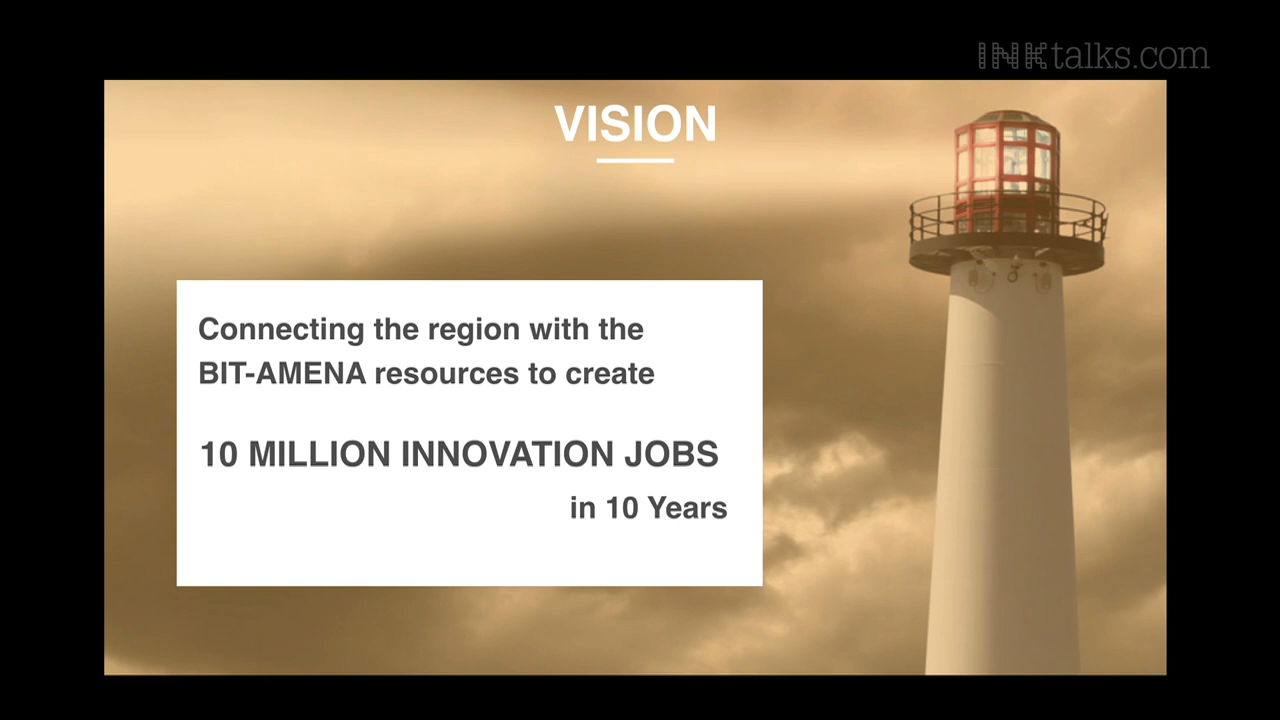 INKtalks.com
VISION
Connecting the region with the
BIT-AMENA resources to create
10 MILLION INNOVATION JOBS
in 10 Years